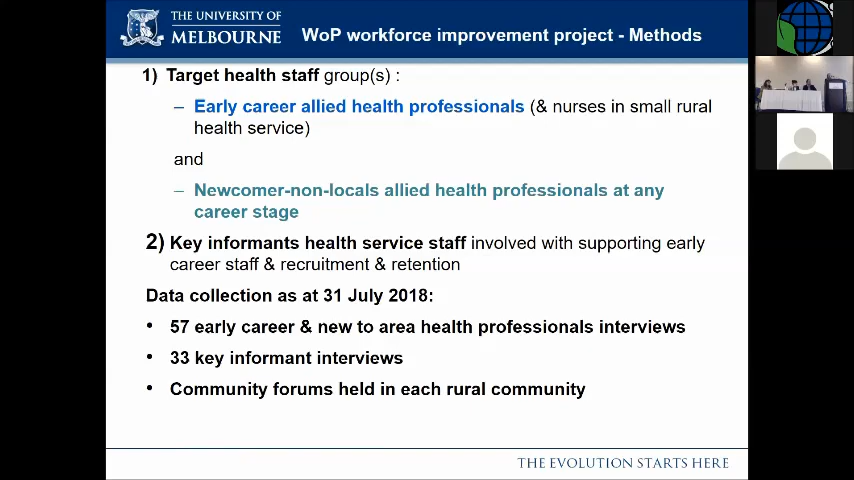 THE UNIVERSITY OF
MELBOURNE
WoP workforce improvement project - Methods
1) Target health staff group(s) :
– Early career allied health professionals (& nurses in small rural
health service)
and
– Newcomer-non-locals allied health professionals at any
career stage
2) Key informants health service staff involved with supporting early
career staff & recruitment & retention
Data collection as at 31 July 2018:
• 57 early career & new to area health professionals interviews
• 33 key informant interviews
• Community forums held in each rural community
THE EVOLUTION STARTS HERE